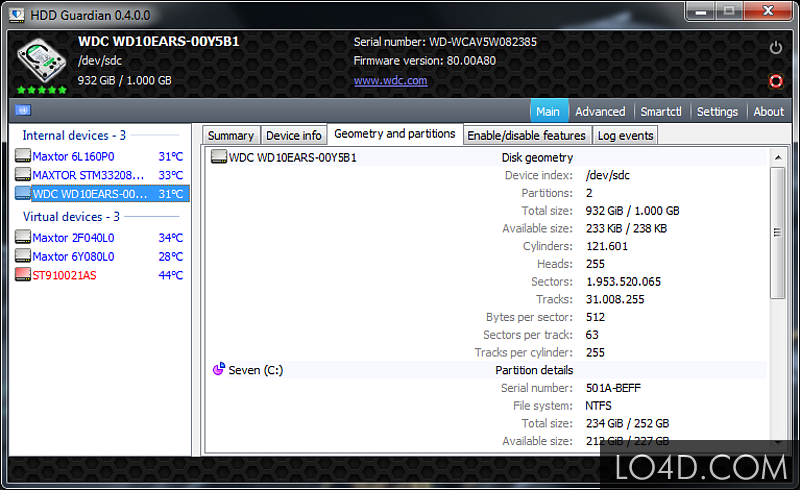 HDD Guardian 0.4.0.0
WDC WD10EARS-00Y5B1
/dev/sdc
932 GiB / 1.000 GB
Serial number: WD-WCAV5W082385
Firmware version: 80.00A80
www.wdc.com
Main Advanced Smartctl Settings About
Internal devices - 3
Maxtor 6L160P0 31°C
MAXTOR STM33208... 33°C
WDC WD10EARS-00... 31°C
Virtual devices - 3
Maxtor 2F040L0 34°C
Maxtor 6Y080L0 28°C
ST910021AS 44°C
Summary Device info Geometry and partitions Enable/disable features Log events
WDC WD10EARS-00Y5B1 Disk geometry
Device index: /dev/sdc
Partitions: 2
Total size: 932 GiB / 1.000 GB
Available size: 233 KiB / 238 KB
Cylinders: 121.601
Heads: 255
Sectors: 1.953.520.065
Tracks: 31.008.255
Bytes per sector: 512
Sectors per track: 63
Tracks per cylinder: 255
Seven (C:) Partition details
Serial number: 501A-BEFF
File system: NTFS
Total size: 234 GiB / 252 GB
Available size: 212 GiB / 227 GB
LO4D.COM